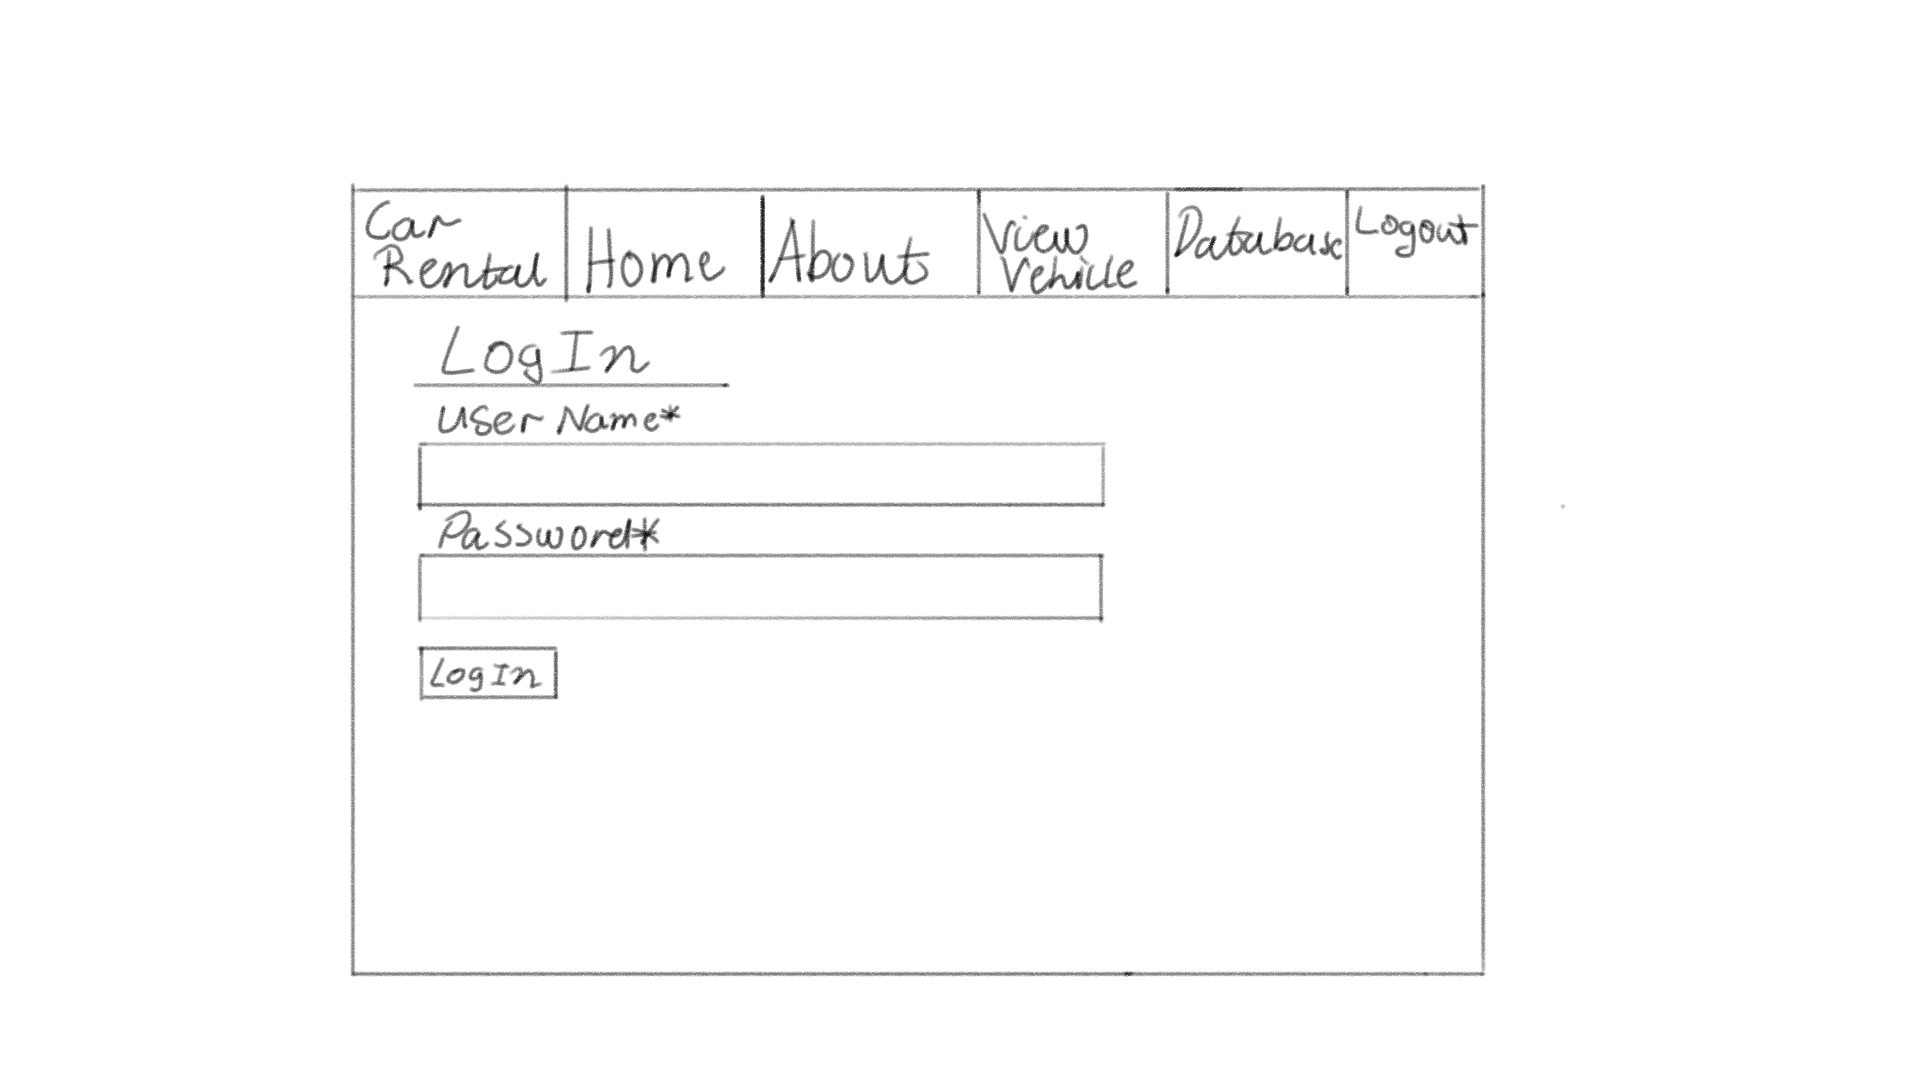 Car
Rental
Home
About
View
Vehicle
Database
Logout
LogIn
User Name*
Password*
LogIn